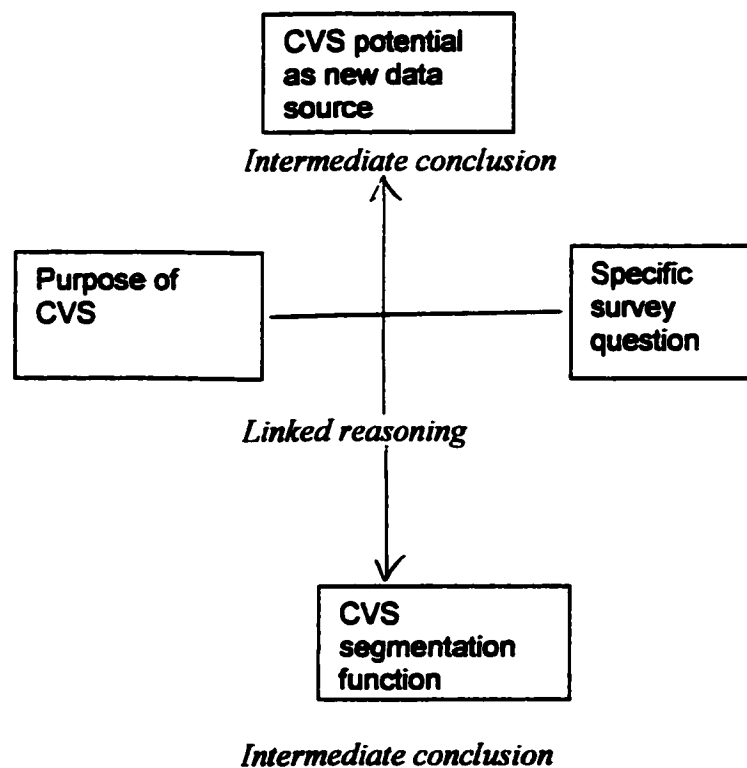 CVS potential
as new data
source
Intermediate conclusion
Purpose of
CVS
Specific
survey
question
Linked reasoning
CVS
segmentation
function
Intermediate conclusion